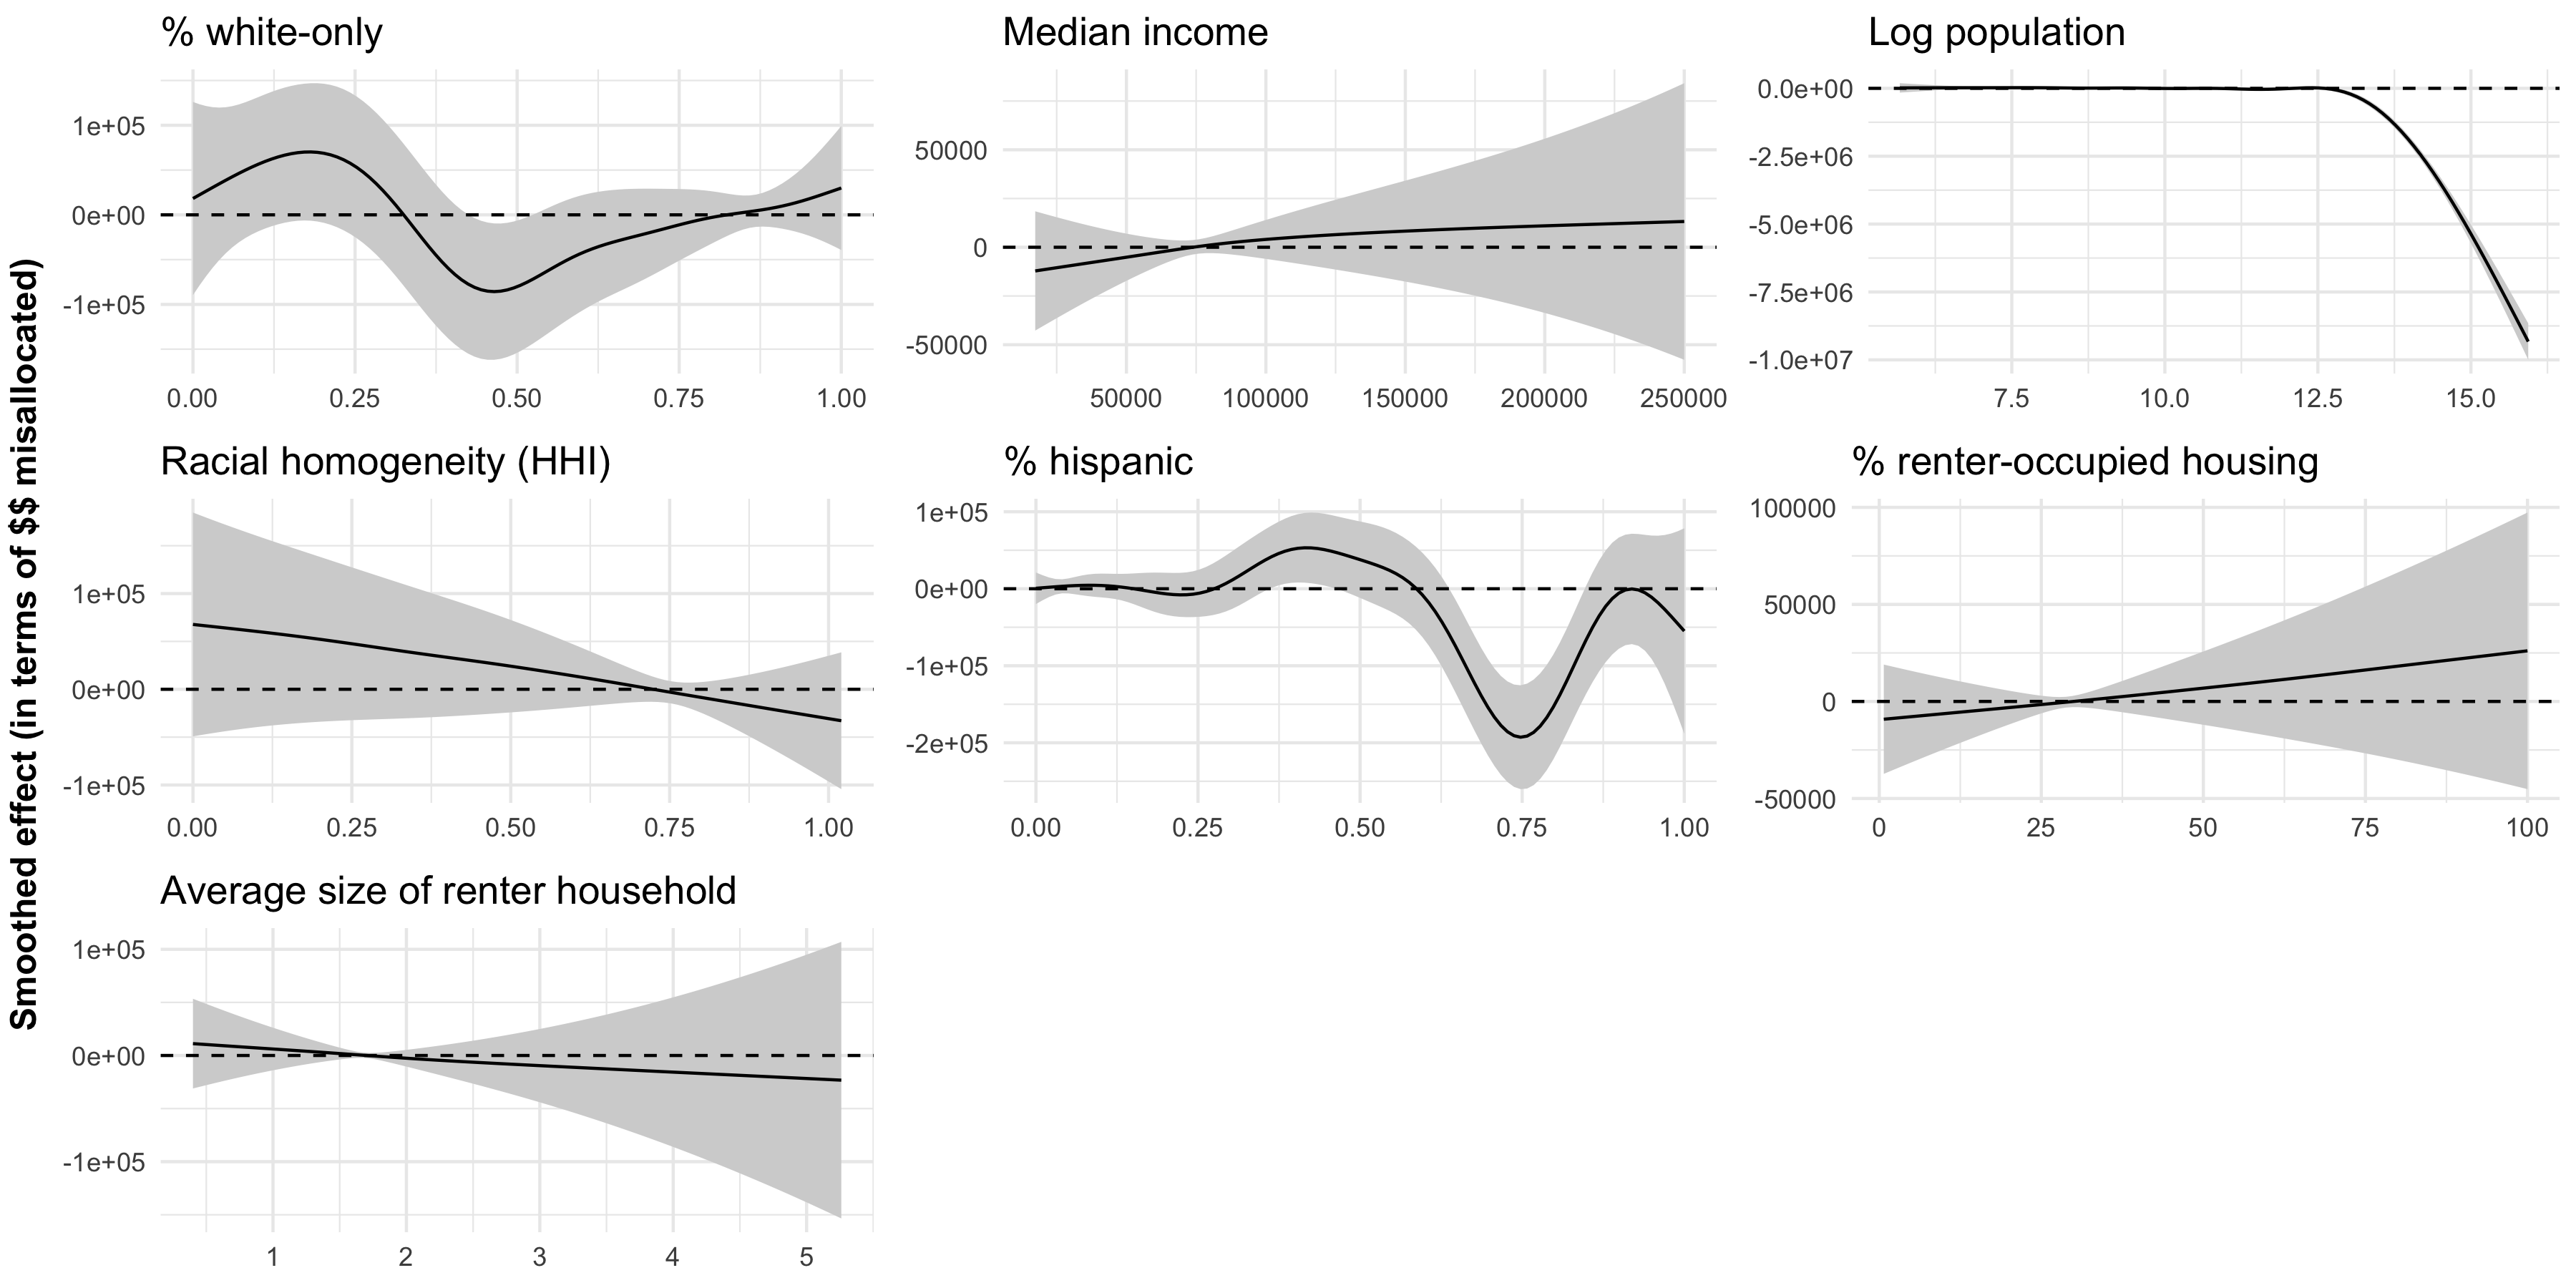 Smoothed effect (in terms of $$ misallocated)
% white-only
1e+05
0e+00
-1e+05
0.00 0.25 0.50 0.75 1.00
Median income
50000
0
-50000
50000 100000 150000 200000 250000
Log population
0.0e+00
-2.5e+06
-5.0e+06
-7.5e+06
-1.0e+07
7.5 10.0 12.5 15.0
Racial homogeneity (HHI)
1e+05
0e+00
-1e+05
0.00 0.25 0.50 0.75 1.00
% hispanic
1e+05
0e+00
-1e+05
-2e+05
0.00 0.25 0.50 0.75 1.00
% renter-occupied housing
100000
50000
0
-50000
0 25 50 75 100
Average size of renter household
1e+05
0e+00
-1e+05
1 2 3 4 5